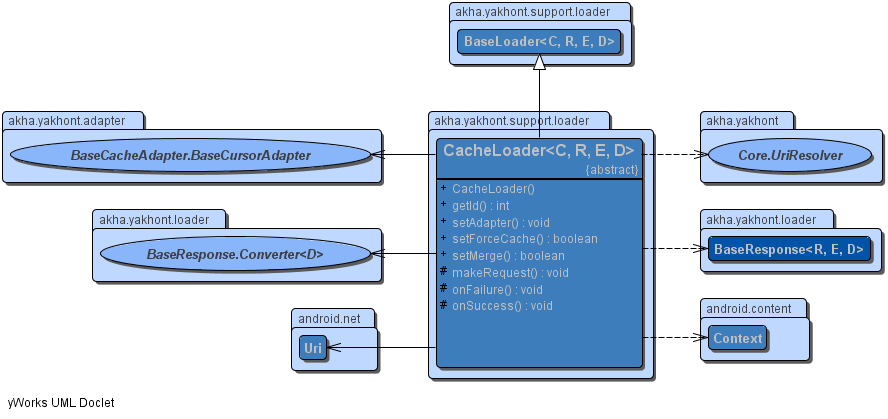 akha.yakhont.support.loader
BaseLoader<C, R, E, D>
akha.yakhont.adapter
BaseCacheAdapter.BaseCursorAdapter
akha.yakhont.loader
BaseResponse.Converter<D>
android.net
Uri
akha.yakhont.support.loader
CacheLoader<C, R, E, D>
{abstract}
+ CacheLoader()
+ getId() : int
+ setAdapter() : void
+ setForceCache() : boolean
+ setMerge() : boolean
# makeRequest() : void
# onFailure() : void
# onSuccess() : void
akha.yakhont
Core.UriResolver
akha.yakhont.loader
BaseResponse<R, E, D>
android.content
Context
yWorks UML Doclet